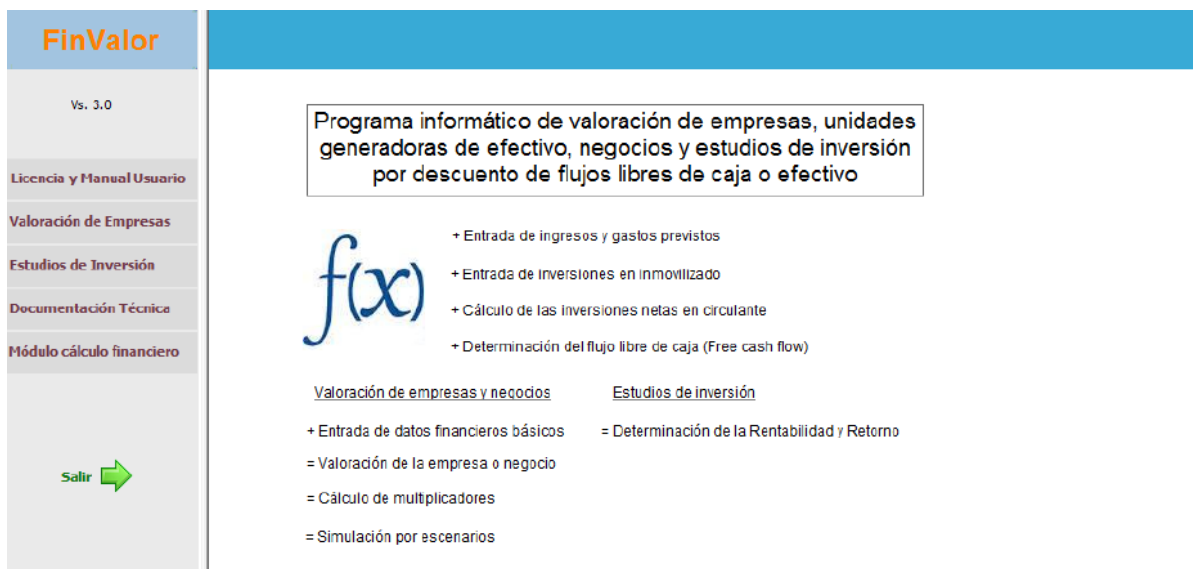 FinValor
Vs. 3.0
Licencia y Manual Usuario
Valoración de Empresas
Estudios de Inversión
Documentación Técnica
Módulo cálculo financiero
Salir
Programa informático de valoración de empresas, unidades
generadoras de efectivo, negocios y estudios de inversión
por descuento de flujos libres de caja o efectivo
f(x)
+ Entrada de ingresos y gastos previstos
+ Entrada de inversiones en inmovilizado
+ Cálculo de las inversiones netas en circulante
+ Determinación del flujo libre de caja (Free cash flow)
Valoración de empresas y negocios
Estudios de inversión
+ Entrada de datos financieros básicos
= Determinación de la Rentabilidad y Retorno
= Valoración de la empresa o negocio
= Cálculo de multiplicadores
= Simulación por escenarios